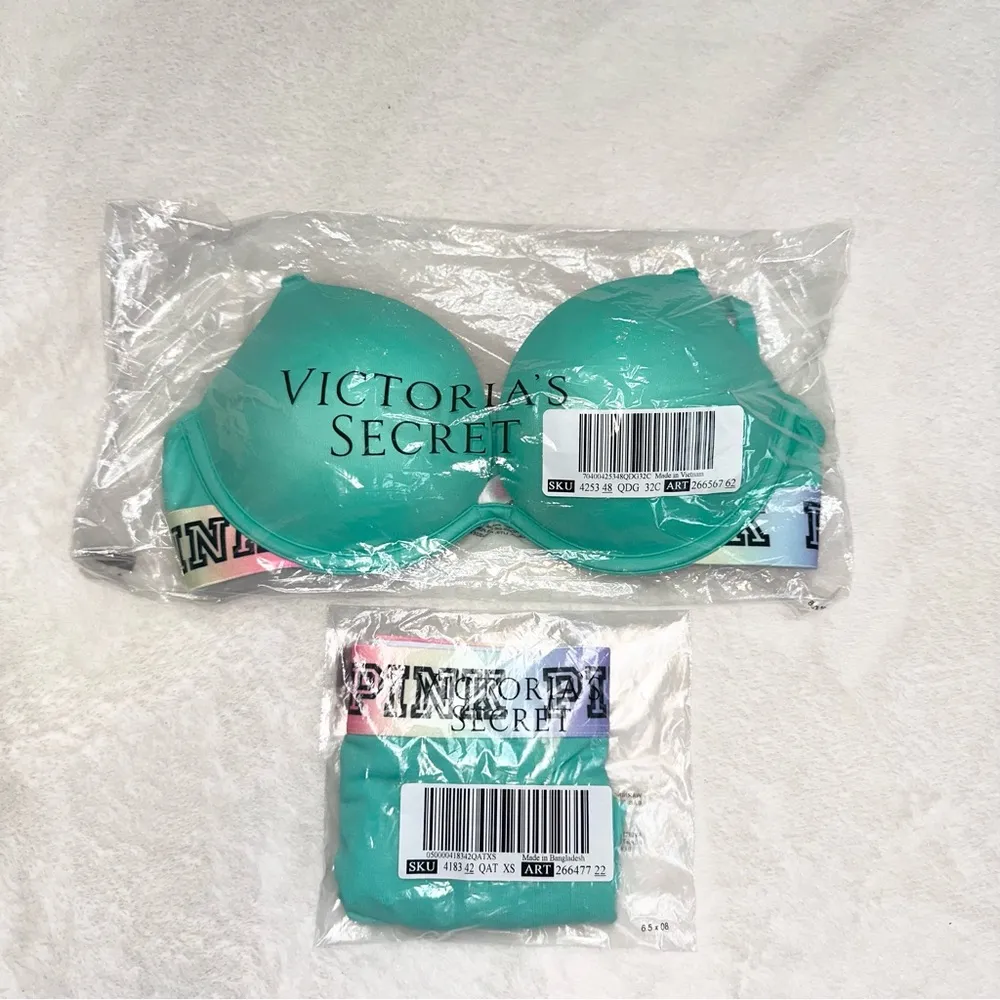 VICTORIA'S
SECRET
70400425348QDG32C Made in Vietnam
SKU 4253 48 QDG 32C ART 266567 62
PINK PI
VICTORIA'S
SECRET
050000418342QATXS Made in Bangladesh
SKU 4183 42 QAT XS ART 266477 22
6.5 x 08